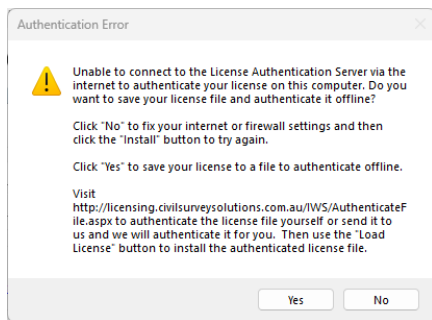 Authentication Error
Unable to connect to the License Authentication Server via the
internet to authenticate your license on this computer. Do you
want to save your license file and authenticate it offline?
Click "No" to fix your internet or firewall settings and then
click the "Install" button to try again.
Click "Yes" to save your license to a file to authenticate offline.
Visit
http://licensing.civilsurveysolutions.com.au/IWS/AuthenticateF
ile.aspx to authenticate the license file yourself or send it to
us and we will authenticate it for you.  Then use the "Load
License" button to install the authenticated license file.
Yes
No